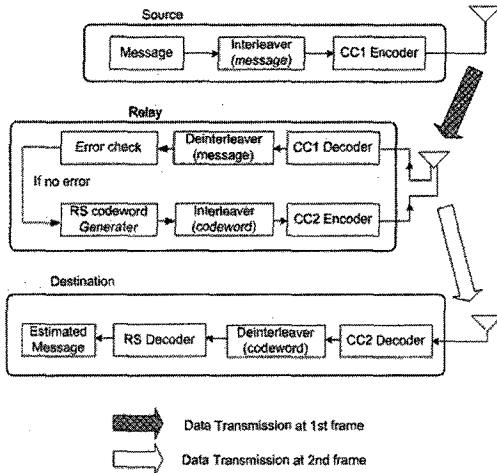 Source
Message
Interleaver
(message)
CC1 Encoder
Relay
Error check
Deinterleaver
(message)
CC1 Decoder
If no error
RS codeword
Generater
Interleaver
(codeword)
CC2 Encoder
Destination
Estimated
Message
RS Decoder
Deinterleaver
(codeword)
CC2 Decoder
Data Transmission at 1st frame
Data Transmission at 2nd frame